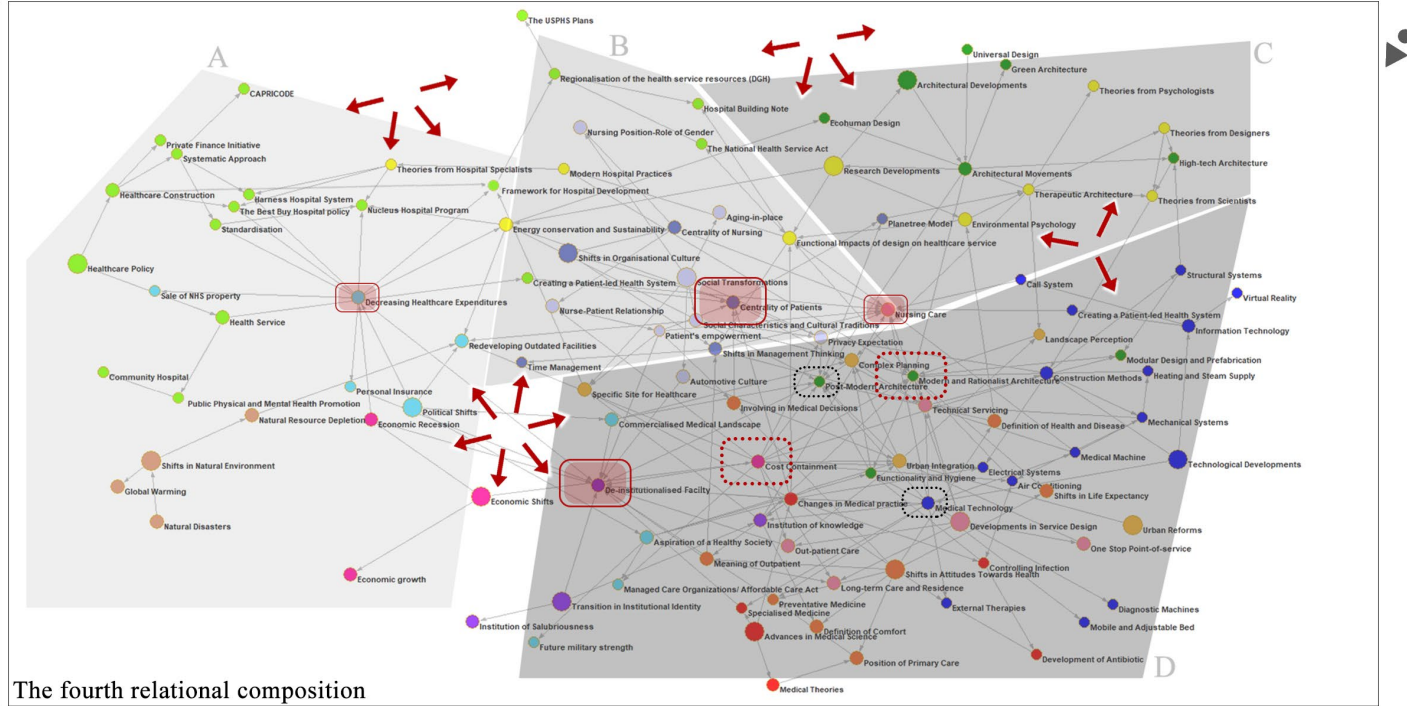 The USPHS Plans
B
A
C
Universal Design
Green Architecture
Regionalisation of the health service resources (DGH)
Architectural Developments
CAPRICODE
Theories from Psychologists
Hospital Building Note
Ecohuman Design
Nursing Position-Role of Gender
Theories from Designers
Private Finance Initiative
The National Health Service Act
Systematic Approach
High-tech Architecture
Theories from Hospital Specialists
Modern Hospital Practices
Research Developments
Architectural Movements
Healthcare Construction
Framework for Hospital Development
Therapeutic Architecture
Harness Hospital System
Theories from Scientists
The Best Buy Hospital policy
Nucleus Hospital Program
Aging-in-place
Planetree Model
Environmental Psychology
Standardisation
Energy conservation and Sustainability
Centrality of Nursing
Functional Impacts of design on healthcare service
Shifts in Organisational Culture
Healthcare Policy
Structural Systems
Creating a Patient-led Health System
Social Transformations
Call System
Sale of NHS property
Virtual Reality
Decreasing Healthcare Expenditures
Centrality of Patients
Nurse-Patient Relationship
Nursing Care
Creating a Patient-led Health System
Health Service
Social Characteristics and Cultural Traditions
Information Technology
Patient's empowerment
Privacy Expectation
Landscape Perception
Redeveloping Outdated Facilities
Shifts in Management Thinking
Modular Design and Prefabrication
Time Management
Complex Planning
Community Hospital
Automotive Culture
Post-Modern Architecture
Modern and Rationalist Architecture
Construction Methods
Heating and Steam Supply
Personal Insurance
Specific Site for Healthcare
Public Physical and Mental Health Promotion
Political Shifts
Involving in Medical Decisions
Technical Servicing
Natural Resource Depletion
Economic Recession
Commercialised Medical Landscape
Definition of Health and Disease
Mechanical Systems
Medical Machine
Shifts in Natural Environment
Cost Containment
Urban Integration
Technological Developments
Functionality and Hygiene
Electrical Systems
Global Warming
De-institutionalised Facilty
Air Conditioning
Economic Shifts
Changes in Medical practice
Medical Technology
Shifts in Life Expectancy
Natural Disasters
Institution of knowledge
Developments in Service Design
Urban Reforms
Aspiration of a Healthy Society
Out-patient Care
One Stop Point-of-service
Meaning of Outpatient
Controlling Infection
Economic growth
Shifts in Attitudes Towards Health
Managed Care Organizations/ Affordable Care Act
Long-term Care and Residence
Transition in Institutional Identity
Preventative Medicine
External Therapies
Diagnostic Machines
Specialised Medicine
Institution of Salubriousness
Definition of Comfort
Mobile and Adjustable Bed
Advances in Medical Science
Future military strength
Position of Primary Care
Development of Antibiotic
D
Medical Theories
The fourth relational composition